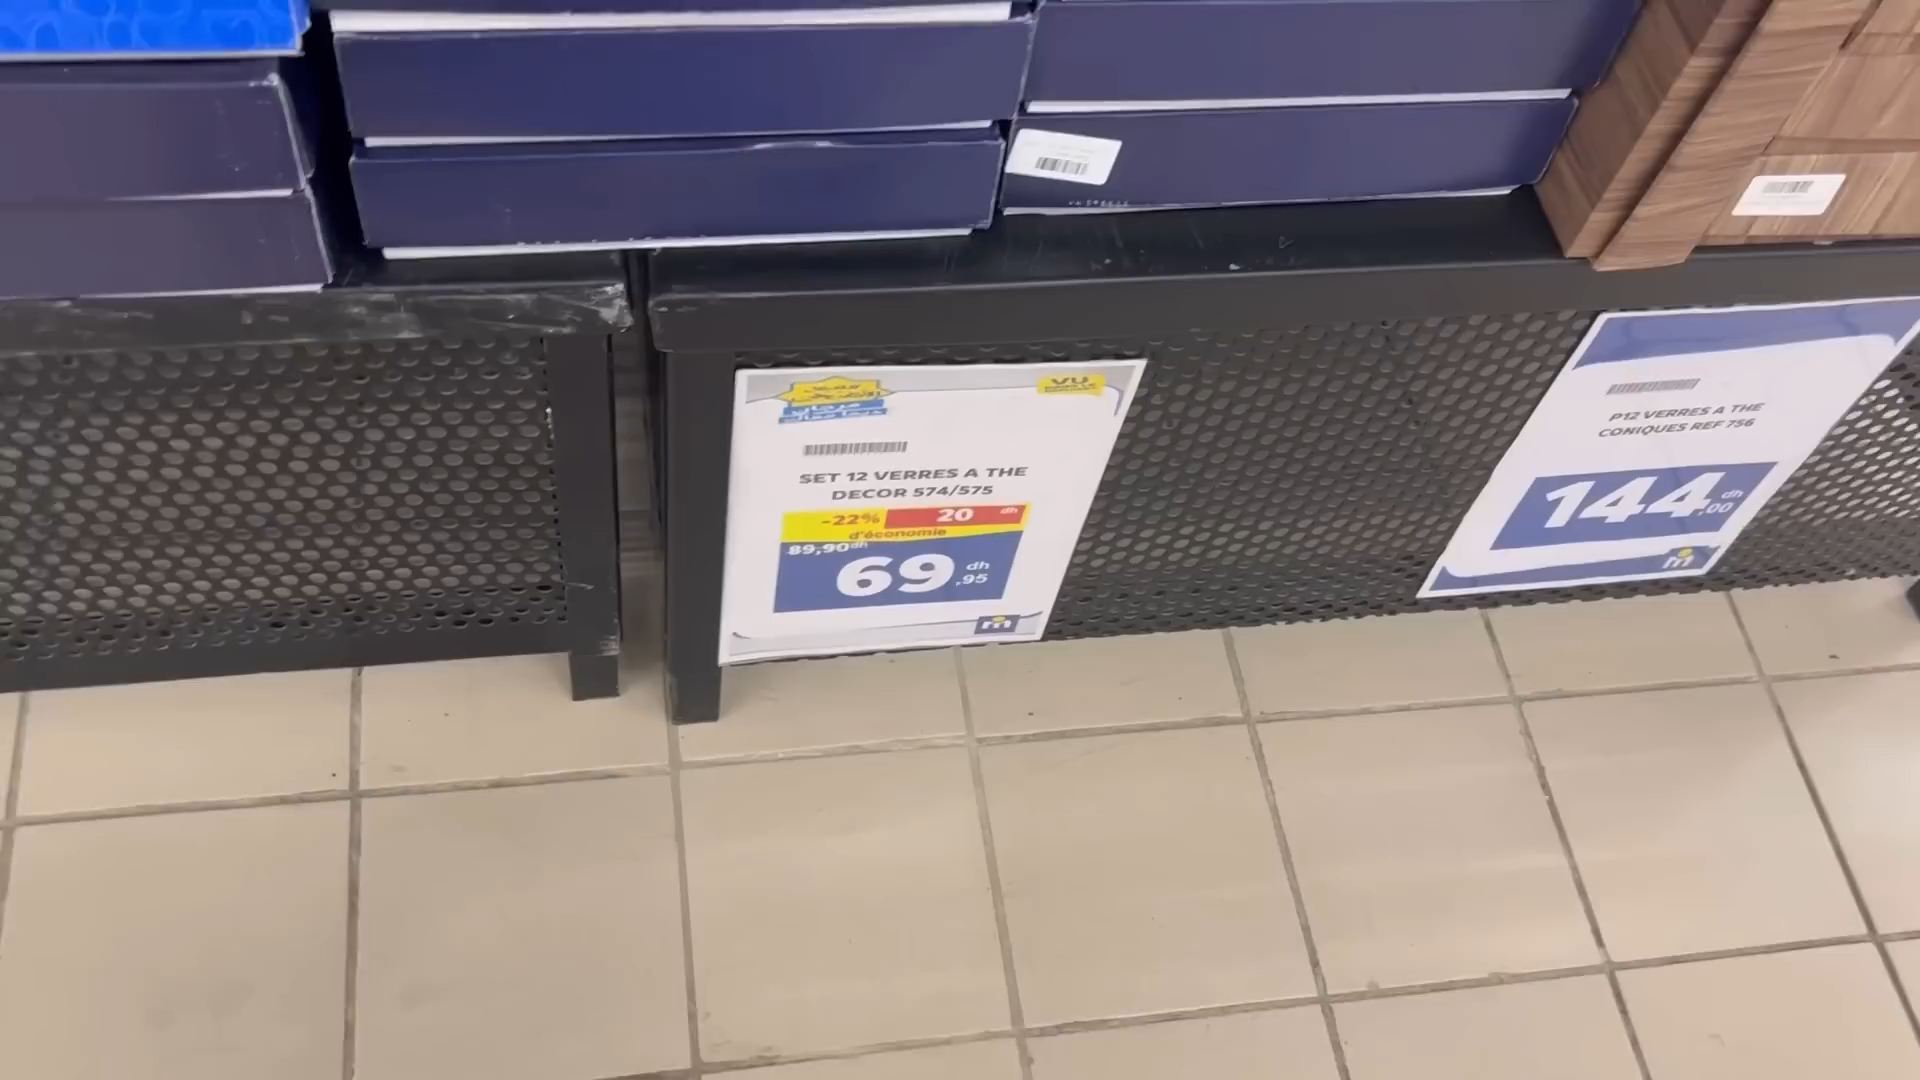 VU
SET 12 VERRES A THE
DECOR 574/575
-22% 20 dh
d'économie
89,90dh
69,95 dh
m
P12 VERRES A THE
CONIQUES REF 756
144,00 dh
m